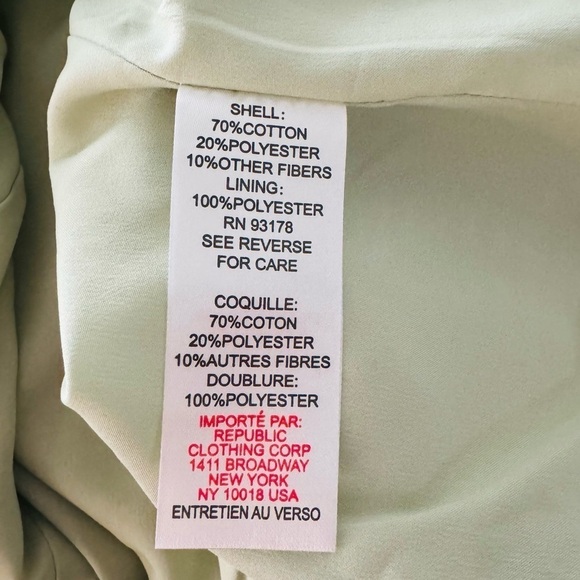 SHELL:
70%COTTON
20%POLYESTER
10%OTHER FIBERS
LINING:
100%POLYESTER
RN 93178
SEE REVERSE
FOR CARE
COQUILLE:
70%COTON
20%POLYESTER
10%AUTRES FIBRES
DOUBLURE:
100%POLYESTER
IMPORTÉ PAR:
REPUBLIC
CLOTHING CORP
1411 BROADWAY
NEW YORK
NY 10018 USA
ENTRETIEN AU VERSO